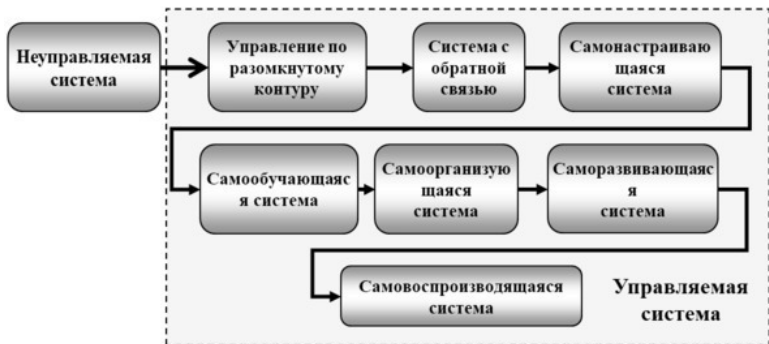 Неуправляемая
система
Управление по
разомкнутому
контуру
Система с
обратной
связью
Самонастраиваю
щаяся
система
Самообучающаяс
я система
Самоорганизую
щаяся
система
Саморазвивающаяс
я
система
Самовоспроизводящаяся
система
Управляемая
система